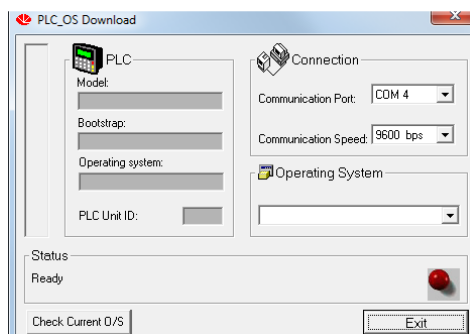 PLC_OS Download
PLC
Model:
Bootstrap:
Operating system:
PLC Unit ID:
Connection
Communication Port: COM 4
Communication Speed: 9600 bps
Operating System
Status
Ready
Check Current O/S
Exit